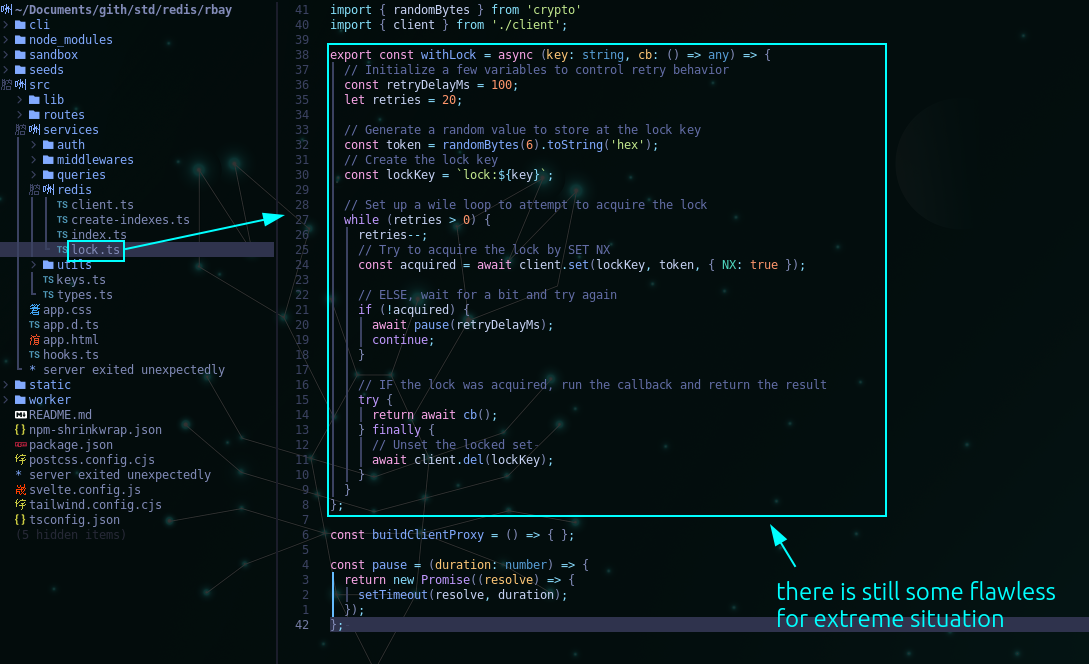 ~/Documents/gith/std/redis/rbay
cli
node_modules
sandbox
seeds
src
lib
routes
services
auth
middlewares
queries
redis
TS client.ts
TS create-indexes.ts
TS index.ts
TS lock.ts
utils
TS keys.ts
TS types.ts
app.css
TS app.d.ts
app.html
TS hooks.ts
* server exited unexpectedly
static
worker
README.md
{} npm-shrinkwrap.json
package.json
postcss.config.cjs
* server exited unexpectedly
svelte.config.js
tailwind.config.cjs
{} tsconfig.json
(5 hidden items)
41 import { randomBytes } from 'crypto'
40 import { client } from './client';
39
38 export const withLock = async (key: string, cb: () => any) => {
37 // Initialize a few variables to control retry behavior
36 const retryDelayMs = 100;
35 let retries = 20;
34
33 // Generate a random value to store at the lock key
32 const token = randomBytes(6).toString('hex');
31 // Create the lock key
30 const lockKey = `lock:${key}`;
29
28 // Set up a wile loop to attempt to acquire the lock
27 while (retries > 0) {
26 retries--;
25 // Try to acquire the lock by SET NX
24 const acquired = await client.set(lockKey, token, { NX: true });
23
22 // ELSE, wait for a bit and try again
21 if (!acquired) {
20 await pause(retryDelayMs);
19 continue;
18 }
17
16 // IF the lock was acquired, run the callback and return the result
15 try {
14 return await cb();
13 } finally {
12 // Unset the locked set
11 await client.del(lockKey);
10 }
9 }
8 };
7
6 const buildClientProxy = () => { };
5
4 const pause = (duration: number) => {
3 return new Promise((resolve) => {
2 setTimeout(resolve, duration);
1 });
42 };
there is still some flawless
for extreme situation